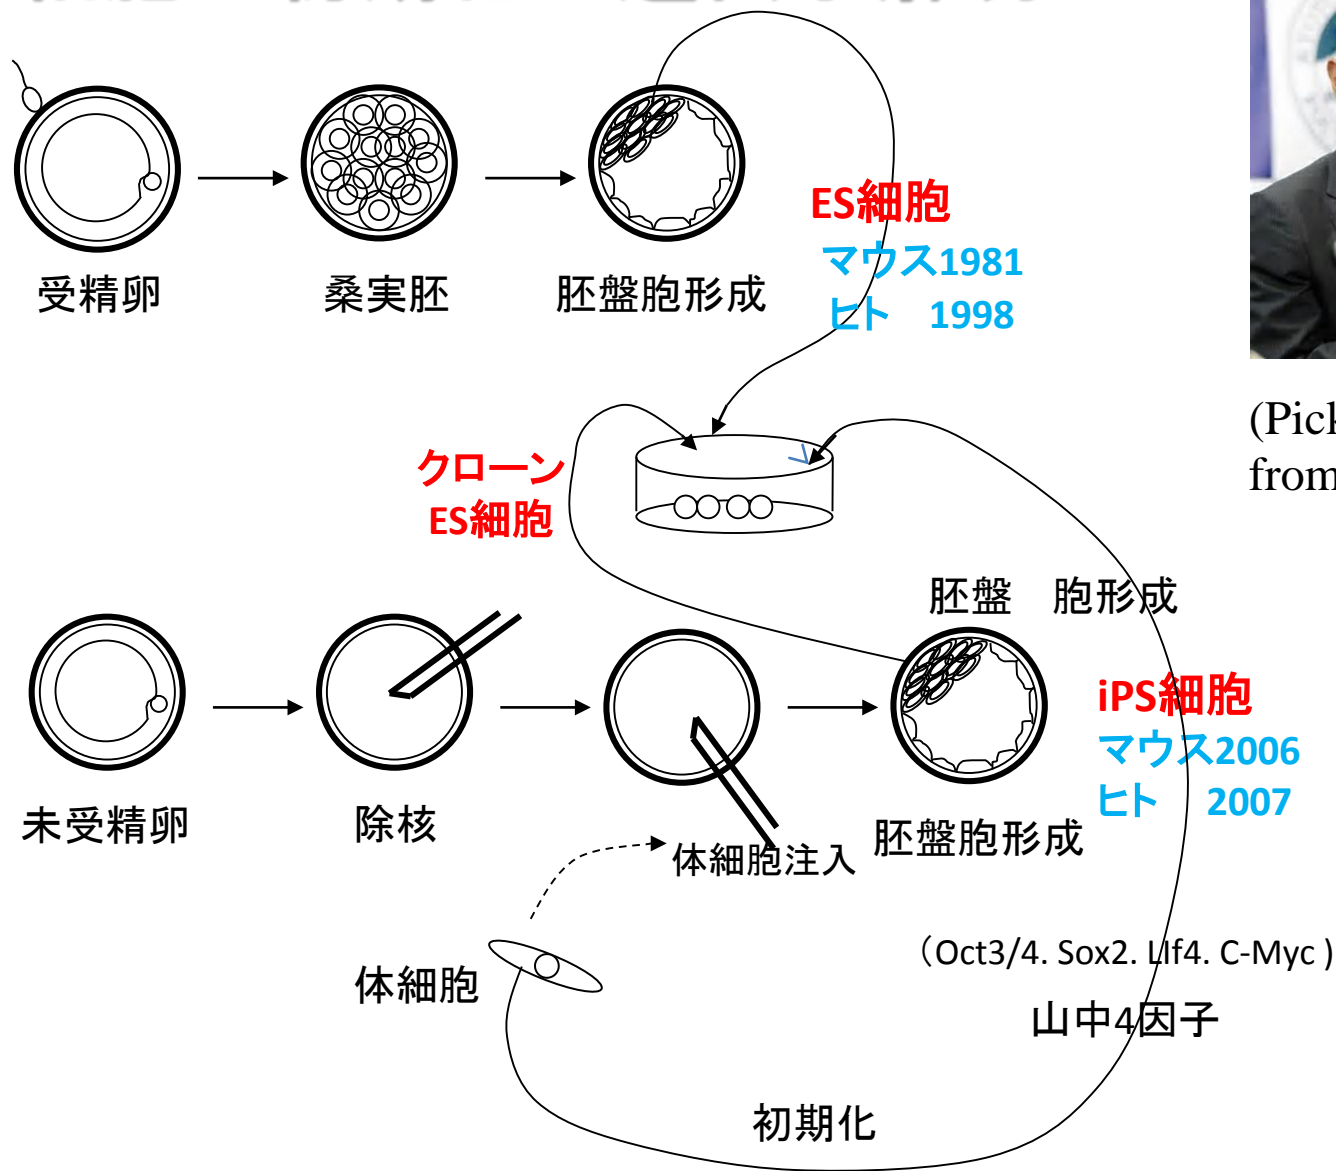 ES細胞
マウス1981
ヒト　1998
受精卵
桑実胚
胚盤胞形成
(Pick
from
クローン
ES細胞
胚盤　胞形成
iPS細胞
マウス2006
ヒト　2007
未受精卵
除核
体細胞注入
胚盤胞形成
体細胞
（Oct3/4. Sox2. Llf4. C-Myc )
山中4因子
初期化